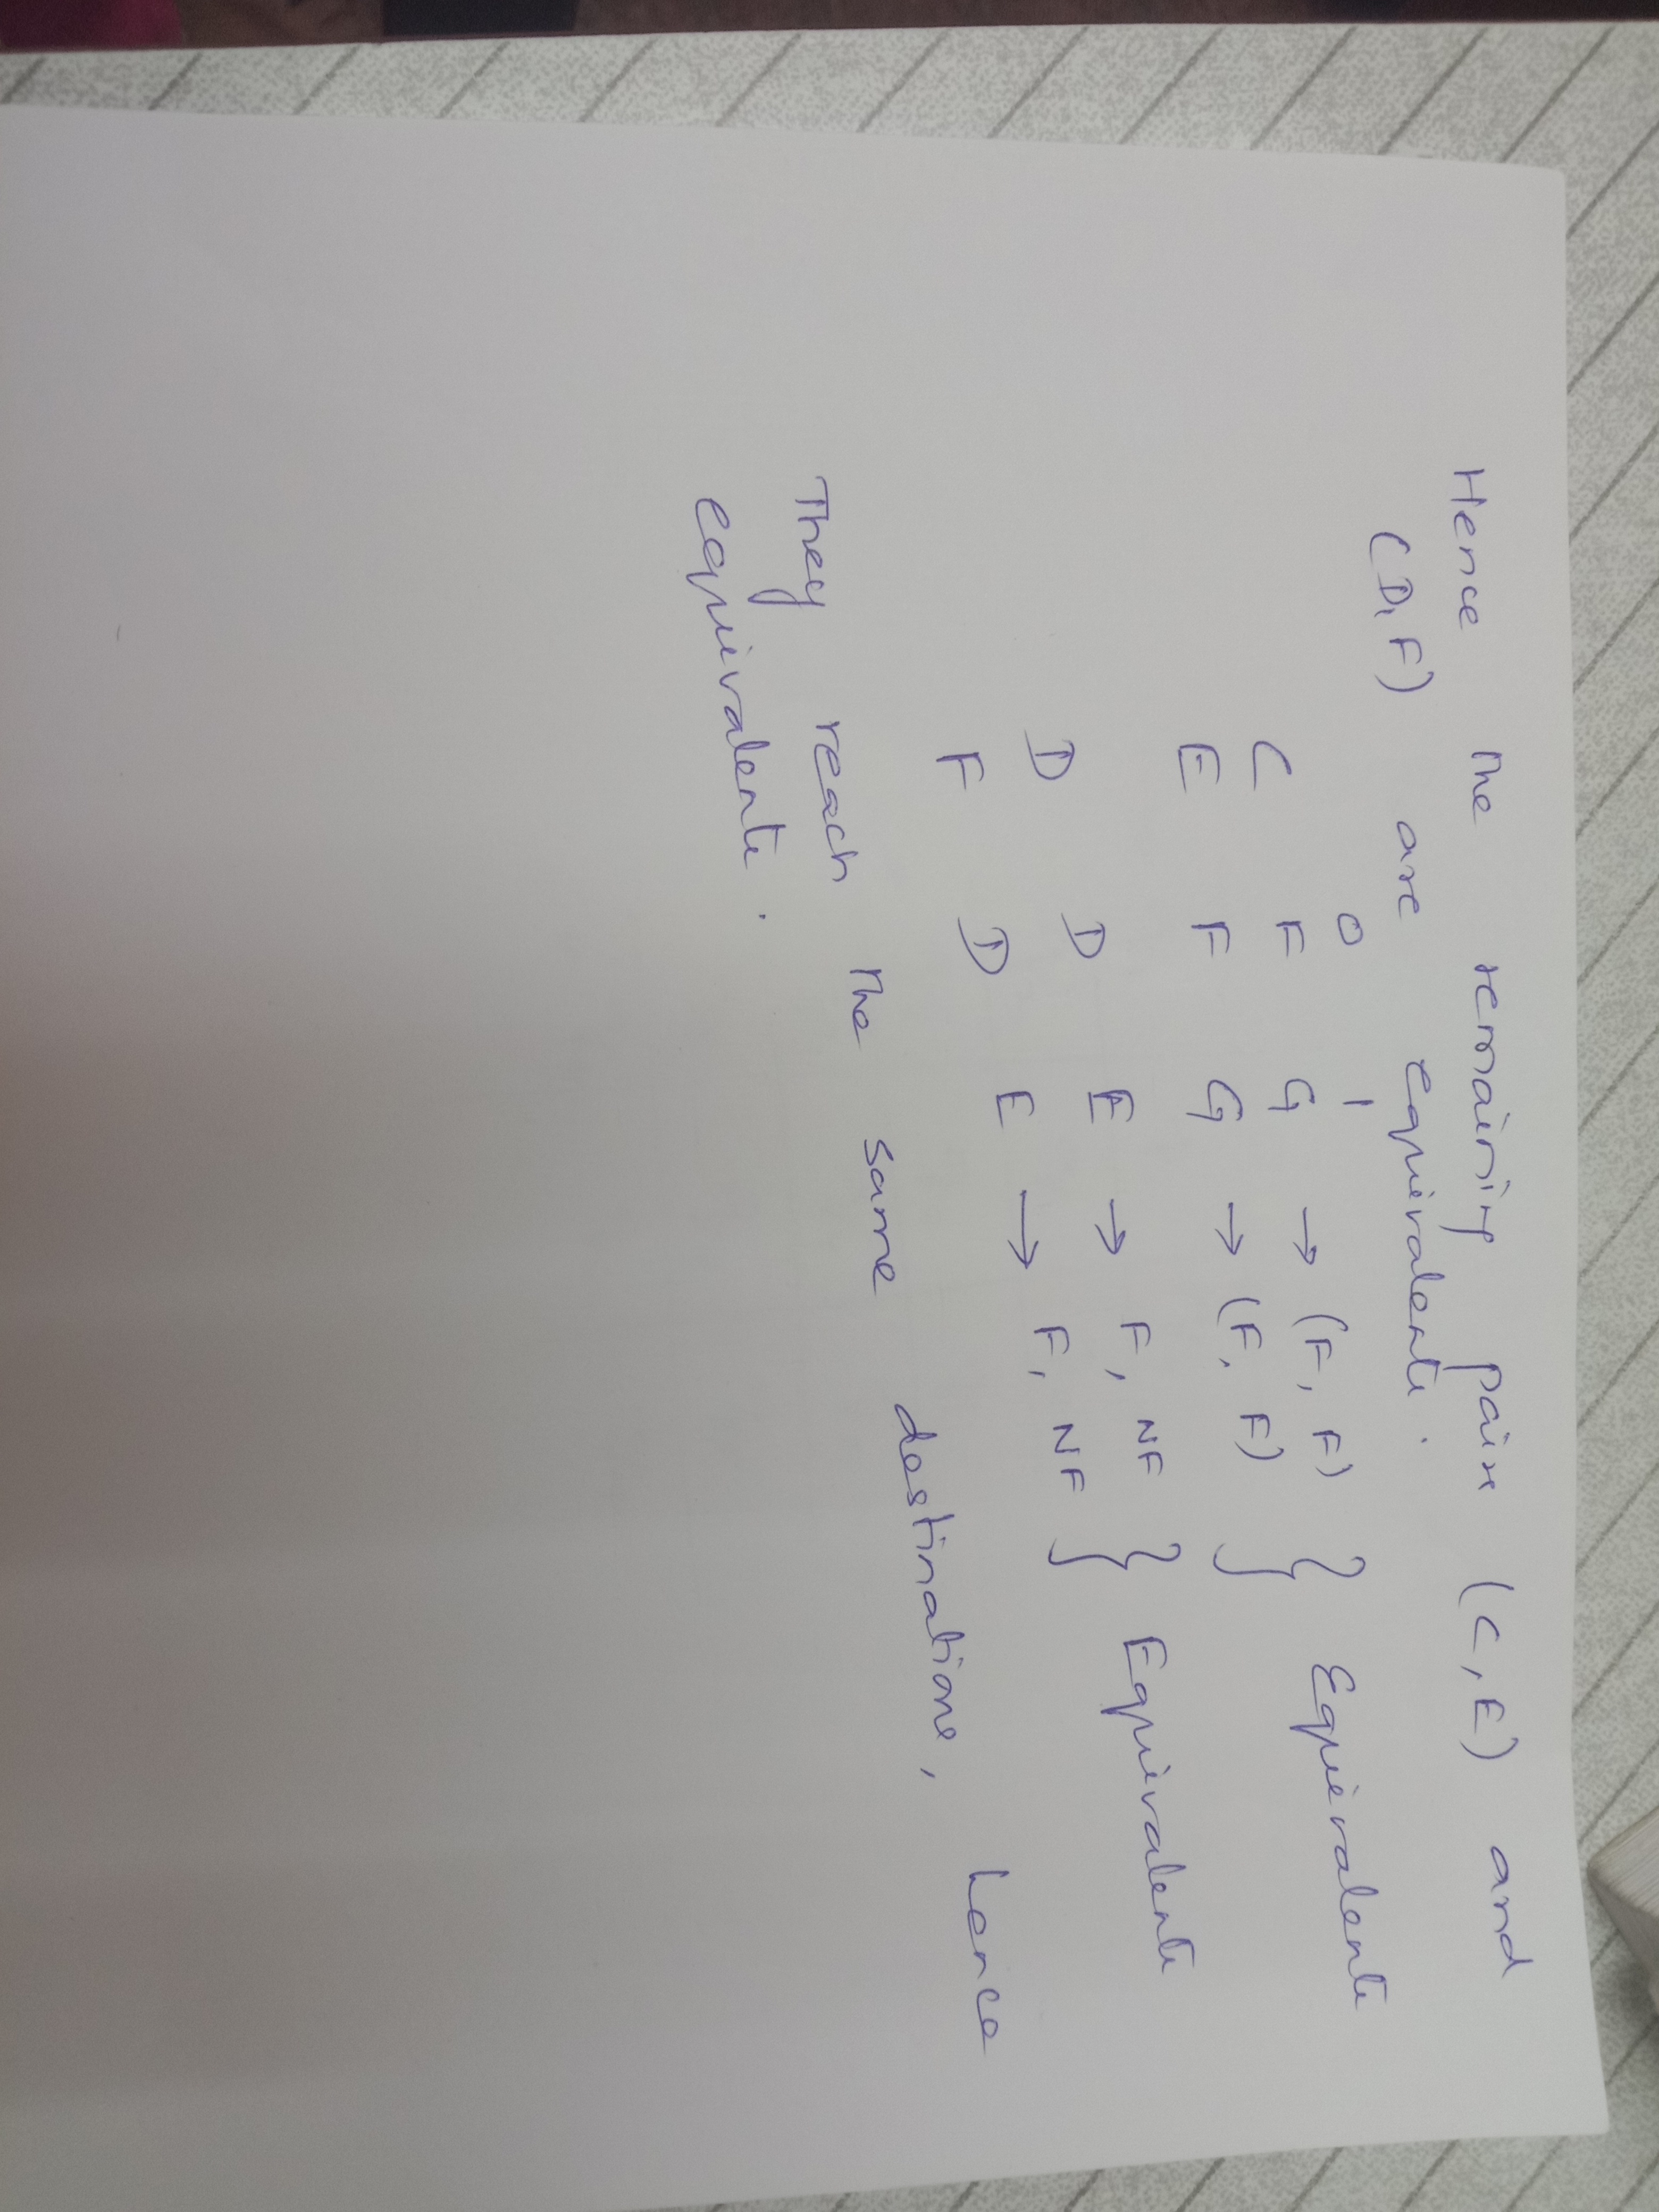 Hence the remaining pair (C, E) and
(D, F) are equivalent.
0 1
C F G → (F, F) } Equivalent
E F G → (F, F)
D D E → F, NF } Equivalent
F D E → F, NF
They reach the same destinations, hence
equivalent.